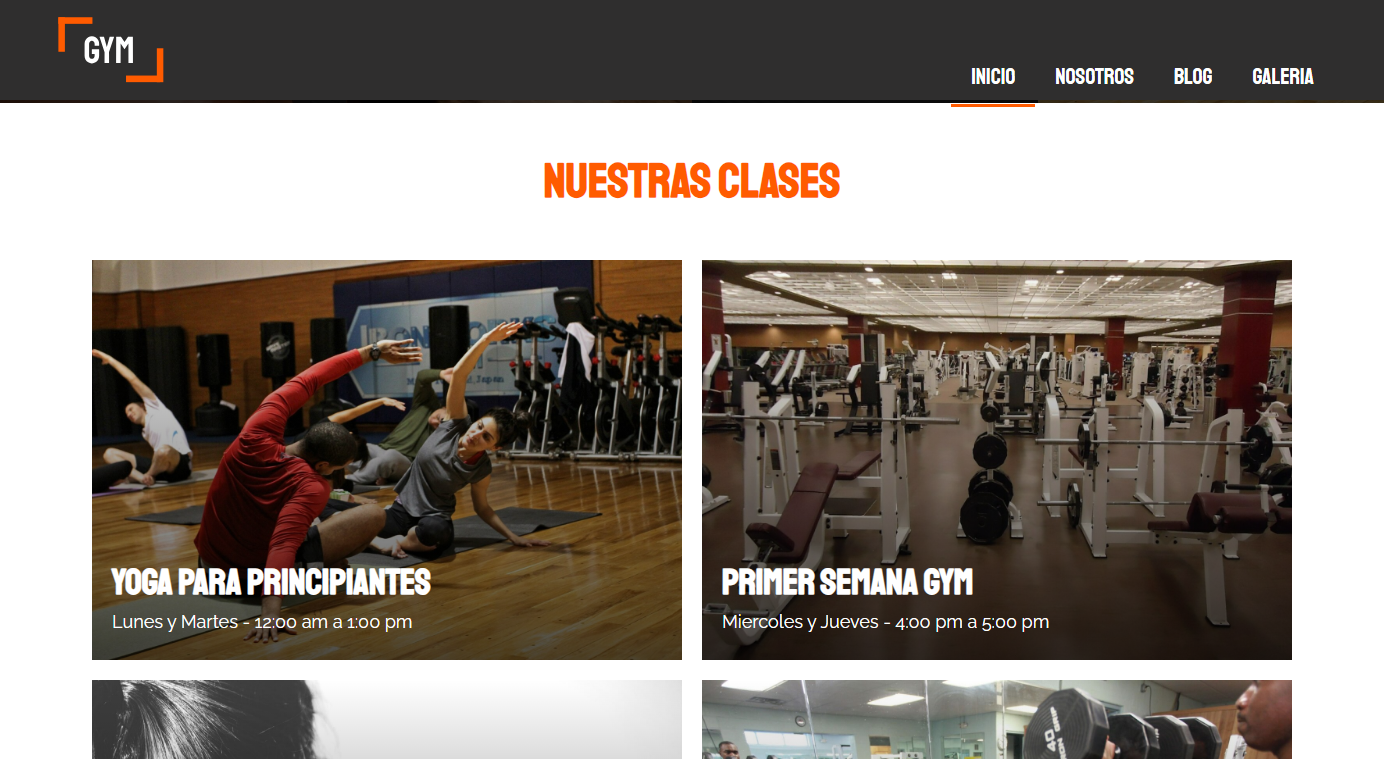 GYM
INICIO NOSOTROS BLOG GALERIA
NUESTRAS CLASES
YOGA PARA PRINCIPIANTES
Lunes y Martes - 12:00 am a 1:00 pm
PRIMER SEMANA GYM
Miercoles y Jueves - 4:00 pm a 5:00 pm
40